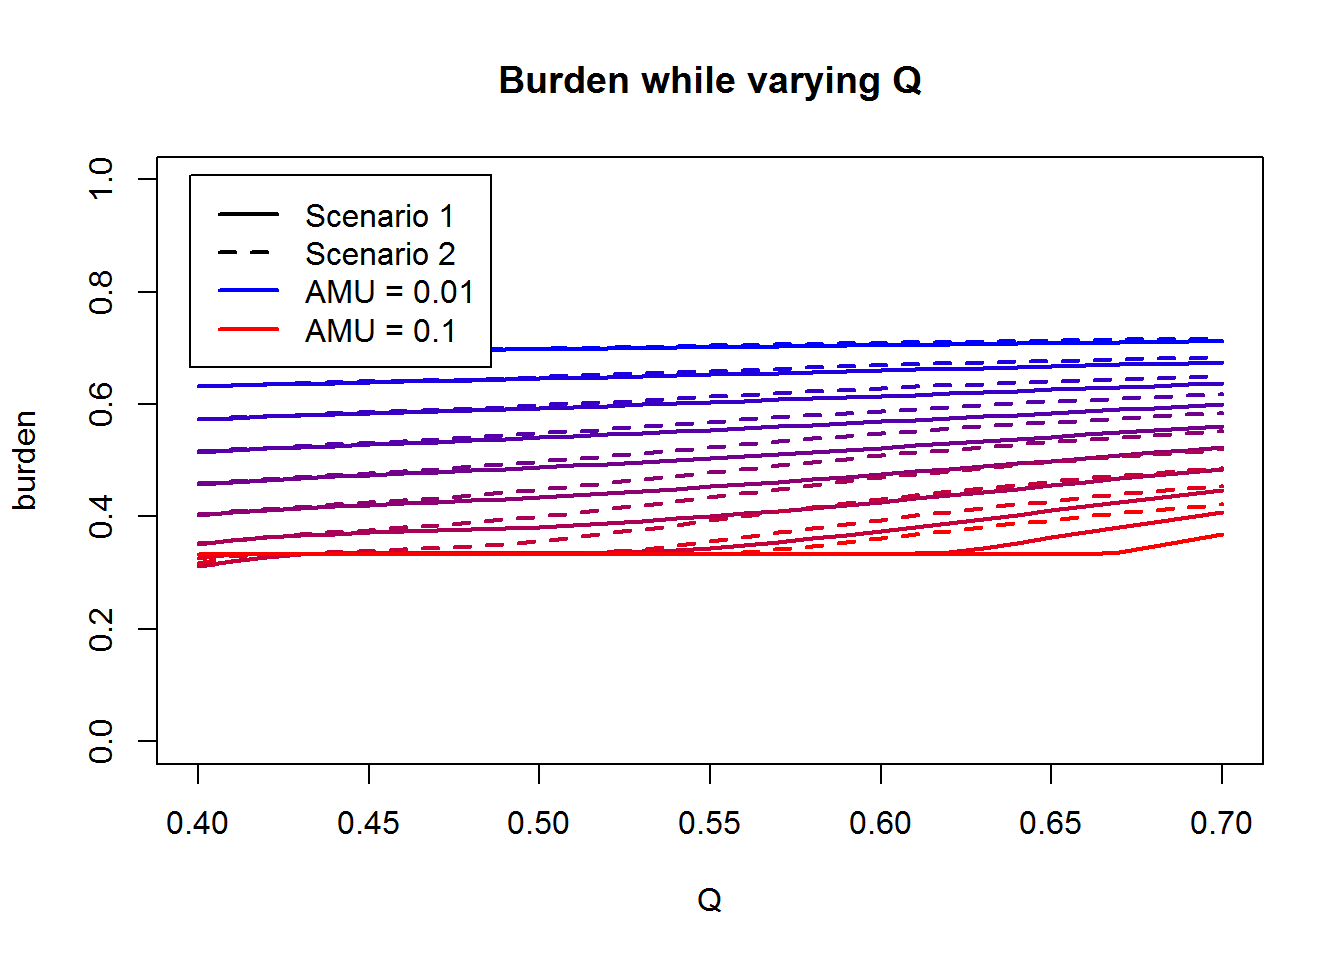 Burden while varying Q
Scenario 1
Scenario 2
AMU = 0.01
AMU = 0.1
burden
1.0
0.8
0.6
0.4
0.2
0.0
0.40 0.45 0.50 0.55 0.60 0.65 0.70
Q